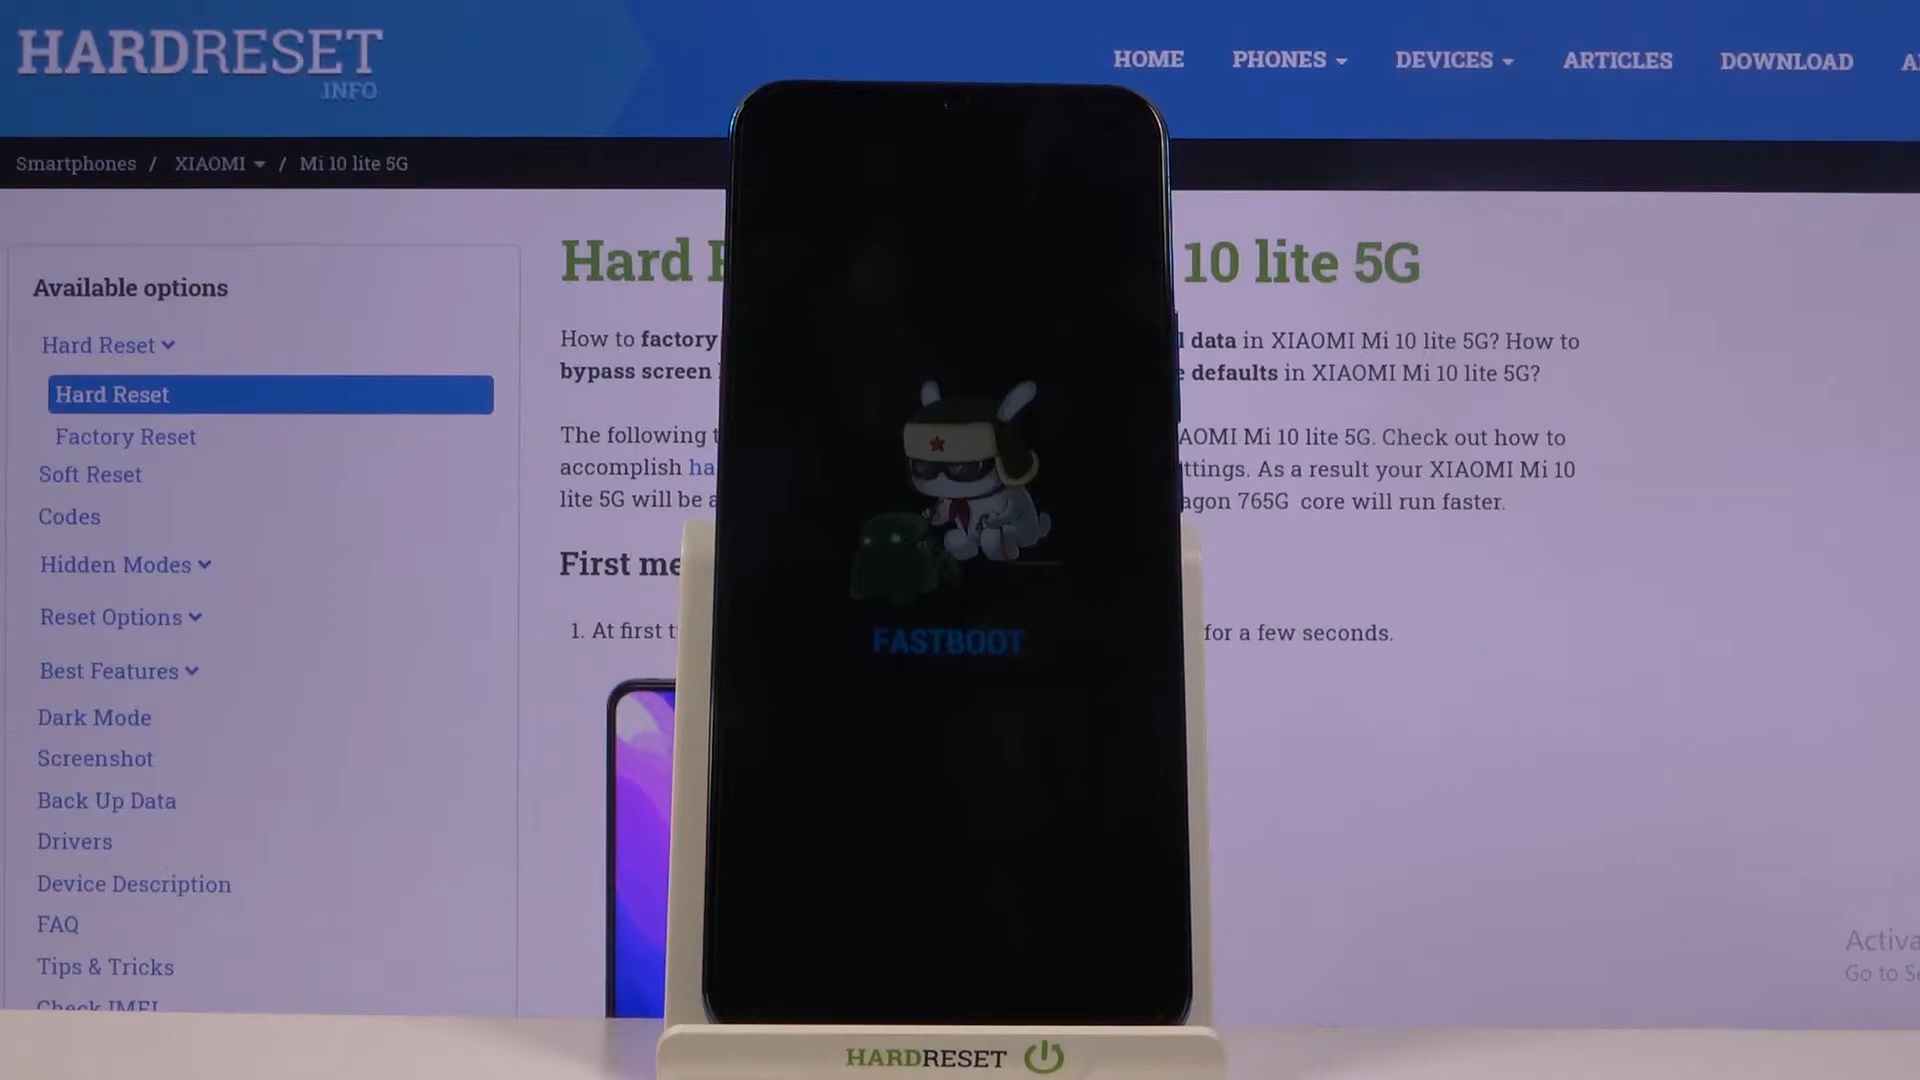 HARDRESET
.INFO
HOME PHONES DEVICES ARTICLES DOWNLOAD
Smartphones / XIAOMI / Mi 10 lite 5G
Available options
Hard Reset
Hard Reset
Factory Reset
Soft Reset
Codes
Hidden Modes
Reset Options
Best Features
Dark Mode
Screenshot
Back Up Data
Drivers
Device Description
FAQ
Tips & Tricks
Check IMEI
Hard 10 lite 5G
How to factory data in XIAOMI Mi 10 lite 5G? How to
bypass screen defaults in XIAOMI Mi 10 lite 5G?
The following Mi 10 lite 5G. Check out how to
accomplish As a result your XIAOMI Mi 10
lite 5G will be 765G core will run faster.
First
1. At first for a few seconds.
FASTBOOT
Go to
HARDRESET